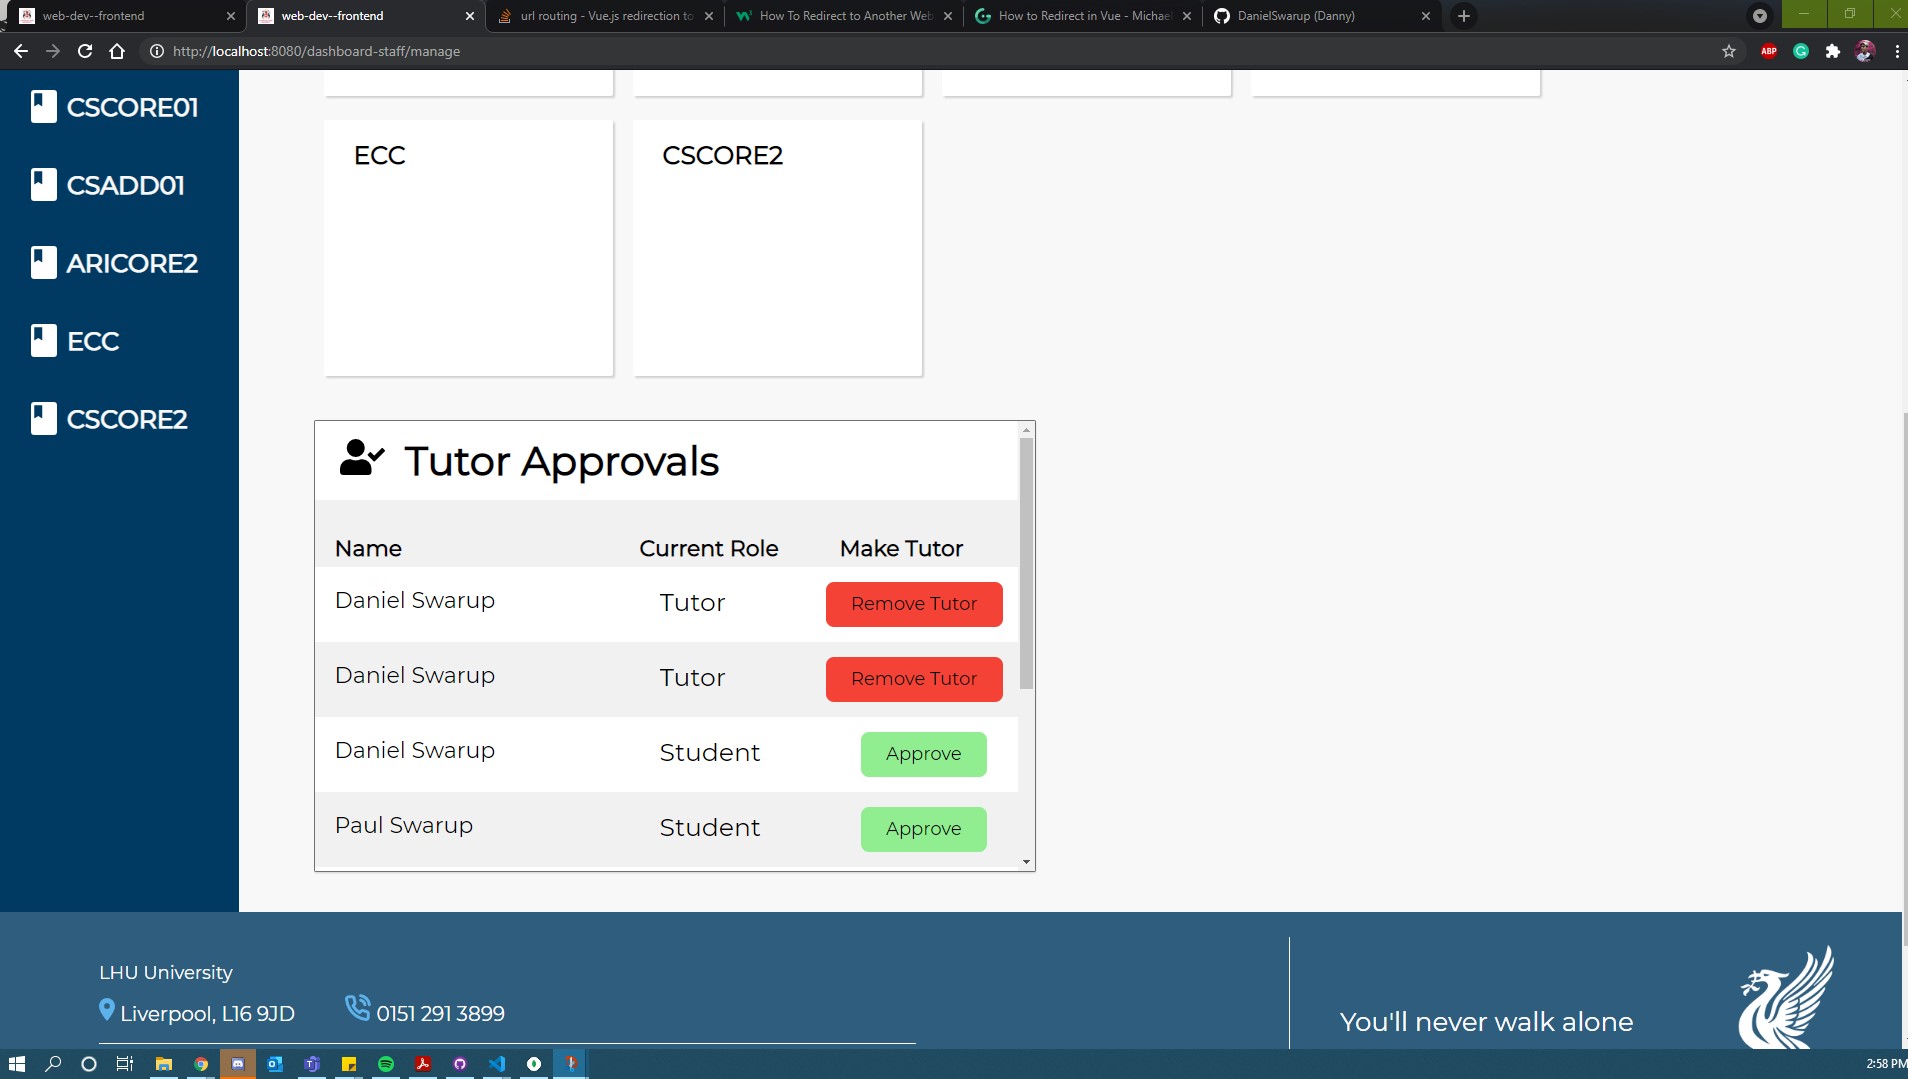 web-dev--frontend
web-dev--frontend
url routing - Vue.js redirection to
How To Redirect to Another Web
How to Redirect in Vue - Michae
DanielSwarup (Danny)
http://localhost:8080/dashboard-staff/manage
ABP
CSCORE01
CSADD01
ARICORE2
ECC
CSCORE2
ECC
CSCORE2
Tutor Approvals
Name Current Role Make Tutor
Daniel Swarup Tutor Remove Tutor
Daniel Swarup Tutor Remove Tutor
Daniel Swarup Student Approve
Paul Swarup Student Approve
LHU University
Liverpool, L16 9JD 0151 291 3899
You'll never walk alone
2:58 PM